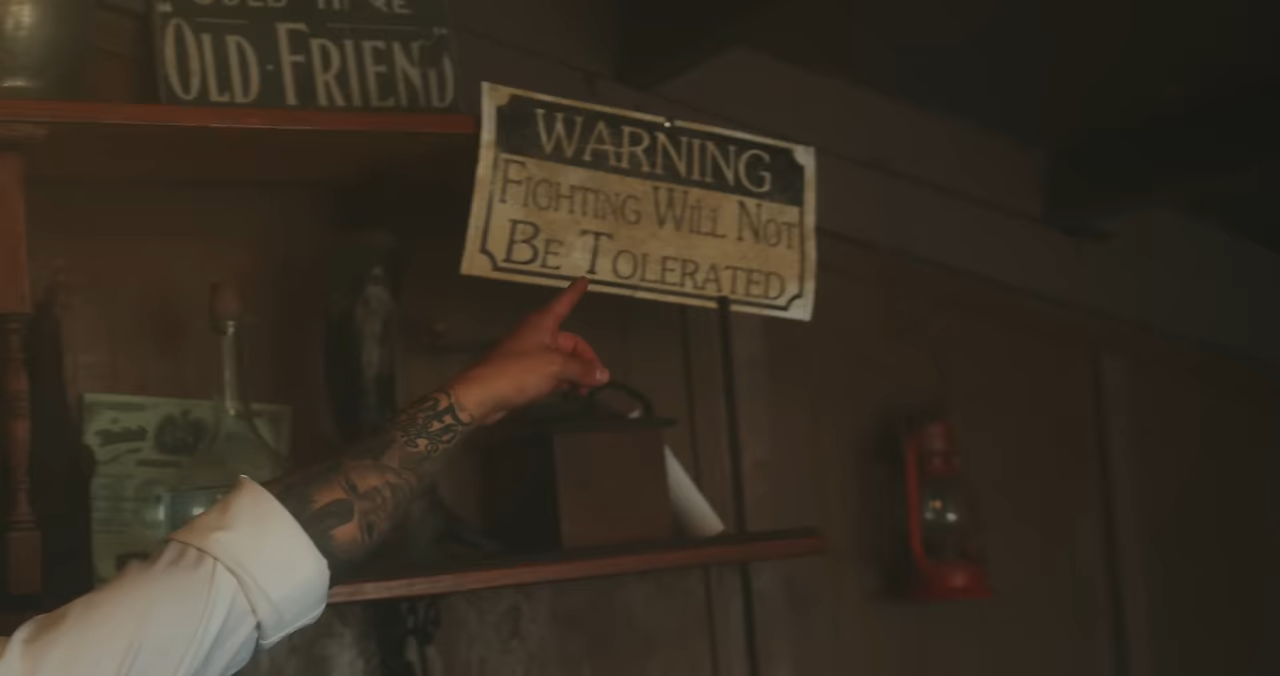 OLD·FRIEND
WARNING
FIGHTING WILL NOT
BE TOLERATED